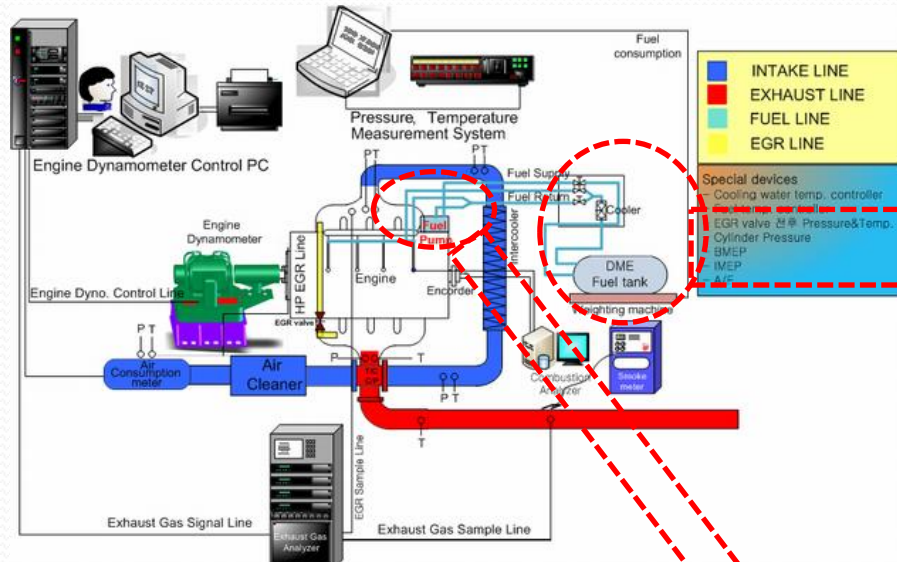 Fuel
consumption
INTAKE LINE
EXHAUST LINE
FUEL LINE
EGR LINE
Pressure, Temperature
Measurement System
Engine Dynamometer Control PC
P T
Fuel Supply
Fuel Return
Cooler
Special devices
– Cooling water temp. controller
– Fuel temp. controller
EGR valve 전후 Pressure&Temp.
Cylinder Pressure
BMEP
– IMEP
– A/F
Engine
Dynamometer
Fuel
Pump
Intercooler
HP EGR Line
Engine
Encorder
DME
Fuel tank
Engine Dyno. Control Line
Weighting machine
EGR valve
P T
P
T
Air
Consumption
meter
Air
Cleaner
Combustion
Analyzer
Smoke
meter
P T
T
EGR Sample Line
Exhaust Gas Signal Line
Exhaust Gas Sample Line
Exhaust Gas
Analyzer